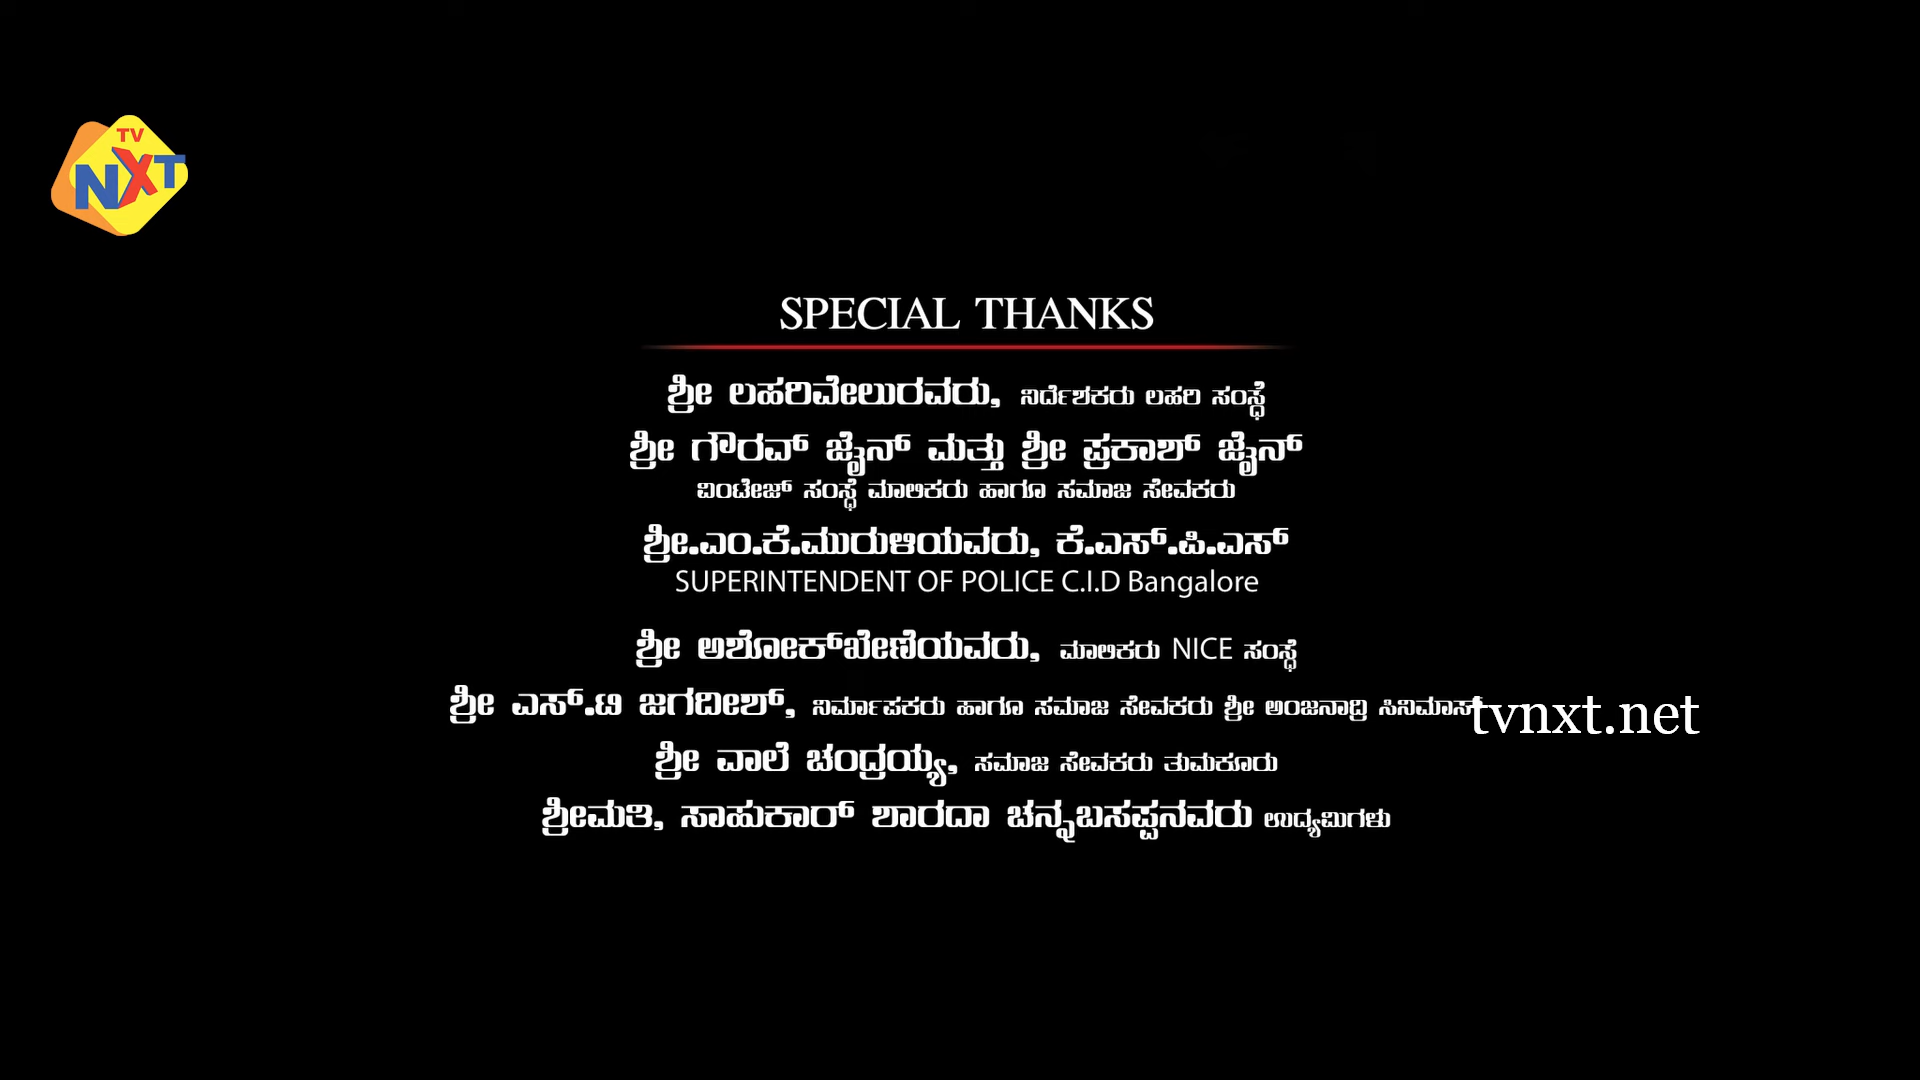 TV
NXT
SPECIAL THANKS
ಶ್ರೀ ಲಹರಿವೇಲುರವರು, ನಿರ್ದೇಶಕರು ಲಹರಿ ಸಂಸ್ಥೆ
ಶ್ರೀ ಗೌರವ್ ಜೈನ್ ಮತ್ತು ಶ್ರೀ ಪ್ರಕಾಶ್ ಜೈನ್
ವಿಂಟೇಜ್ ಸಂಸ್ಥೆ ಮಾಲಿಕರು ಹಾಗೂ ಸಮಾಜ ಸೇವಕರು
ಶ್ರೀ.ಎಂ.ಕೆ.ಮುರುಳಿಯವರು, ಕೆ.ಎಸ್.ಪಿ.ಎಸ್
SUPERINTENDENT OF POLICE C.I.D Bangalore
ಶ್ರೀ ಅಶೋಕ್‌ಖೇಣಿಯವರು, ಮಾಲಿಕರು NICE ಸಂಸ್ಥೆ
ಶ್ರೀ ಎಸ್.ಟಿ ಜಗದೀಶ್, ನಿರ್ಮಾಪಕರು ಹಾಗೂ ಸಮಾಜ ಸೇವಕರು ಶ್ರೀ ಅಂಜನಾದ್ರಿ ಸಿನಿಮಾಸ್
tvnxt.net
ಶ್ರೀ ವಾಲೆ ಚಂದ್ರಯ್ಯ, ಸಮಾಜ ಸೇವಕರು ತುಮಕೂರು
ಶ್ರೀಮತಿ, ಸಾಹುಕಾರ್ ಶಾರದಾ ಚನ್ನಬಸಪ್ಪನವರು ಉದ್ಯಮಿಗಳು